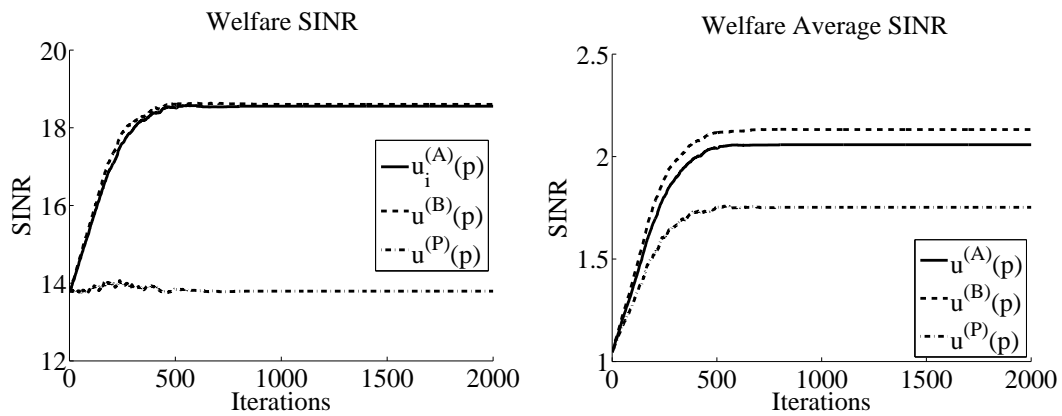 Welfare SINR
20
18
16
14
12
SINR
0 500 1000 1500 2000
Iterations
u_i^(A)(p)
u^(B)(p)
u^(P)(p)
Welfare Average SINR
2.5
2
1.5
1
SINR
0 500 1000 1500 2000
Iterations
u^(A)(p)
u^(B)(p)
u^(P)(p)